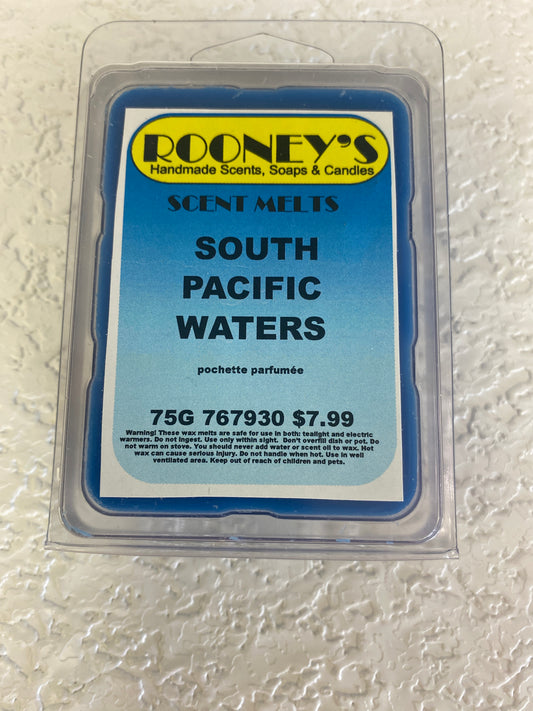 ROONEY'S
Handmade Scents, Soaps & Candles
SCENT MELTS
SOUTH
PACIFIC
WATERS
pochette parfumée
75G 767930 $7.99
Warning! These wax melts are safe for use in both: tealight and electric
warmers. Do not ingest. Use only within sight. Don't overfill dish or pot. Do
not warm on stove. You should never add water or scent oil to wax. Hot
wax can cause serious injury. Do not handle when hot. Use in well
ventilated area. Keep out of reach of children and pets.